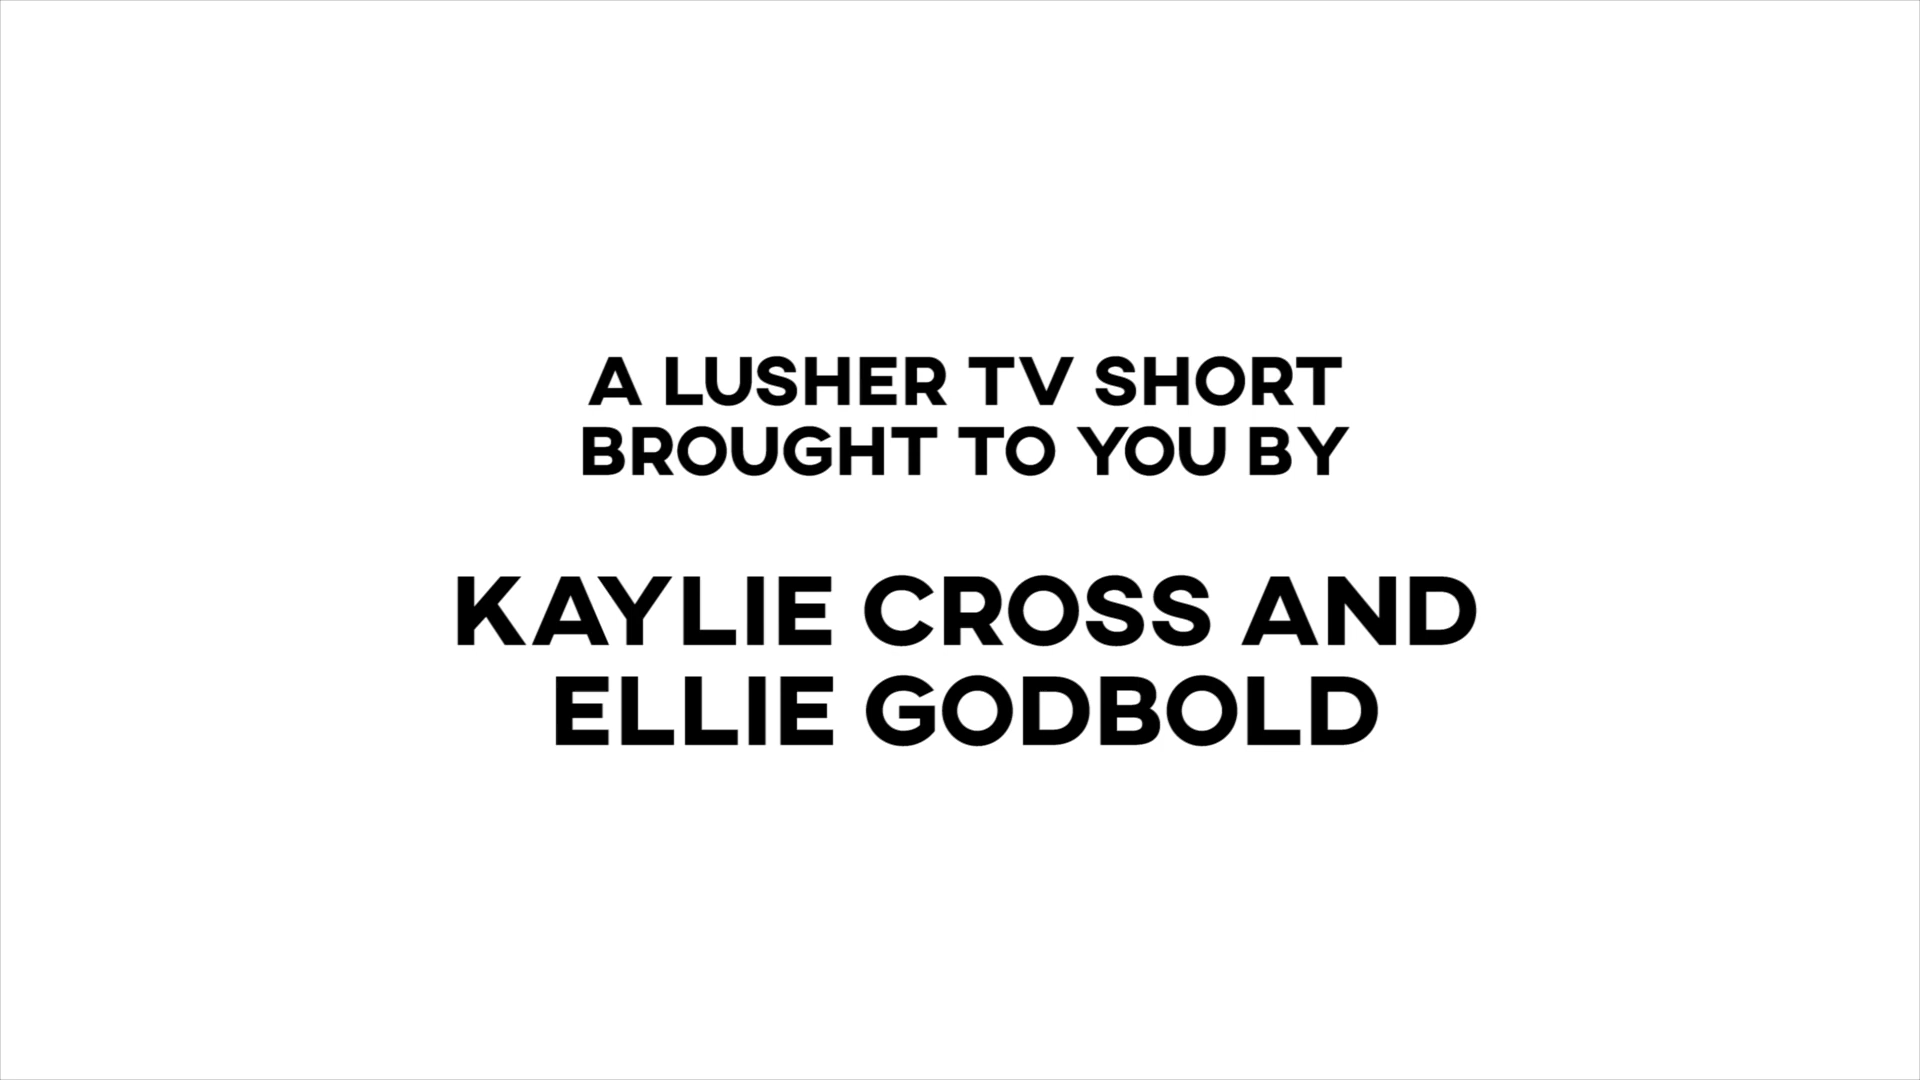 A LUSHER TV SHORT
BROUGHT TO YOU BY
KAYLIE CROSS AND
ELLIE GODBOLD